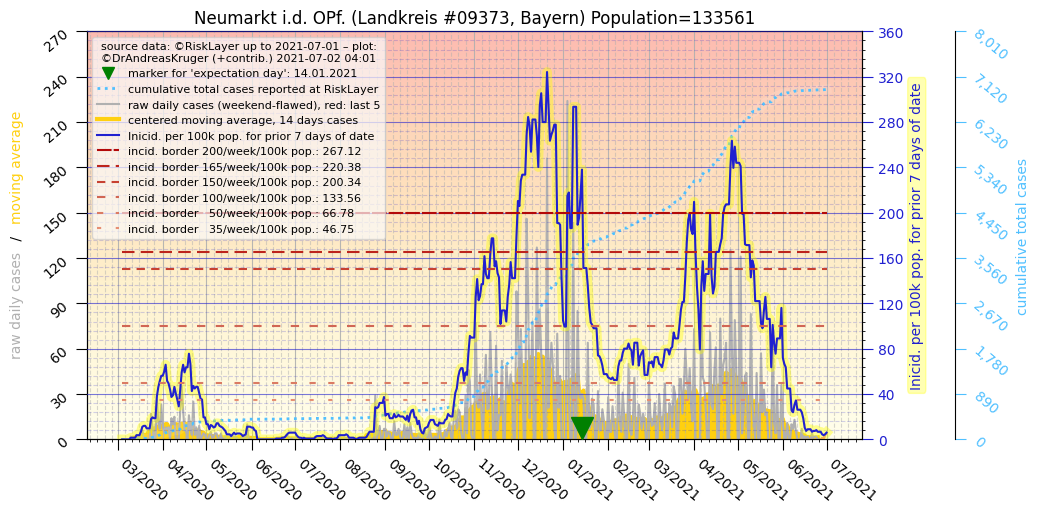 Neumarkt i.d. OPf. (Landkreis #09373, Bayern) Population=133561
source data: ©RiskLayer up to 2021-07-01 – plot:
©DrAndreasKruger (+contrib.) 2021-07-02 04:01
marker for 'expectation day': 14.01.2021
cumulative total cases reported at RiskLayer
raw daily cases (weekend-flawed), red: last 5
centered moving average, 14 days cases
Inicid. per 100k pop. for prior 7 days of date
incid. border 200/week/100k pop.: 267.12
incid. border 165/week/100k pop.: 220.38
incid. border 150/week/100k pop.: 200.34
incid. border 100/week/100k pop.: 133.56
incid. border   50/week/100k pop.: 66.78
incid. border   35/week/100k pop.: 46.75
raw daily cases / moving average
270
240
210
180
150
120
90
60
30
0
03/2020
04/2020
05/2020
06/2020
07/2020
08/2020
09/2020
10/2020
11/2020
12/2020
01/2021
02/2021
03/2021
04/2021
05/2021
06/2021
07/2021
360
320
280
240
200
160
120
80
40
0
Inicid. per 100k pop. for prior 7 days of date
8,010
7,120
6,230
5,340
4,450
3,560
2,670
1,780
890
0
cumulative total cases